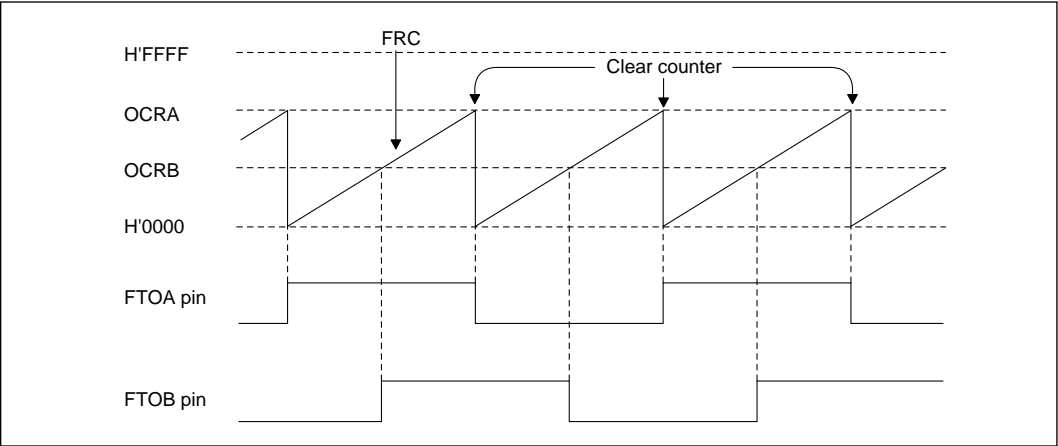 FRC
H'FFFF
Clear counter
OCRA
OCRB
H'0000
FTOA pin
FTOB pin